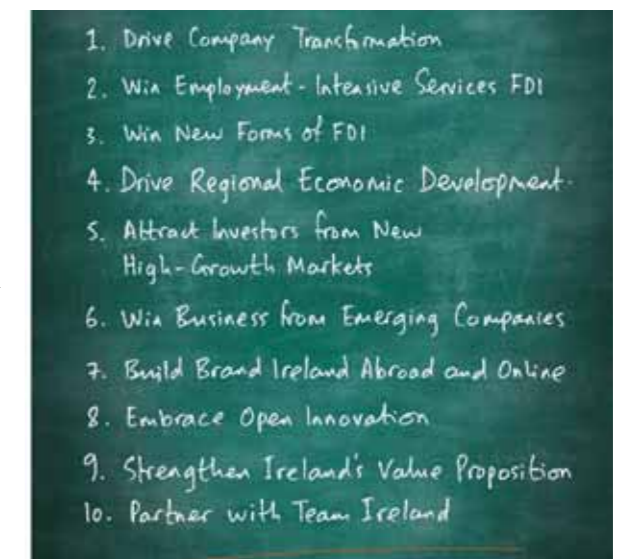 1. Drive Company Transformation
2. Win Employment-Intensive Services FDI
3. Win New Forms of FDI
4. Drive Regional Economic Development.
5. Attract Investors from New
High-Growth Markets
6. Win Business from Emerging Companies
7. Build Brand Ireland Abroad and Online
8. Embrace Open Innovation
9. Strengthen Ireland's Value Proposition
10. Partner with Team Ireland